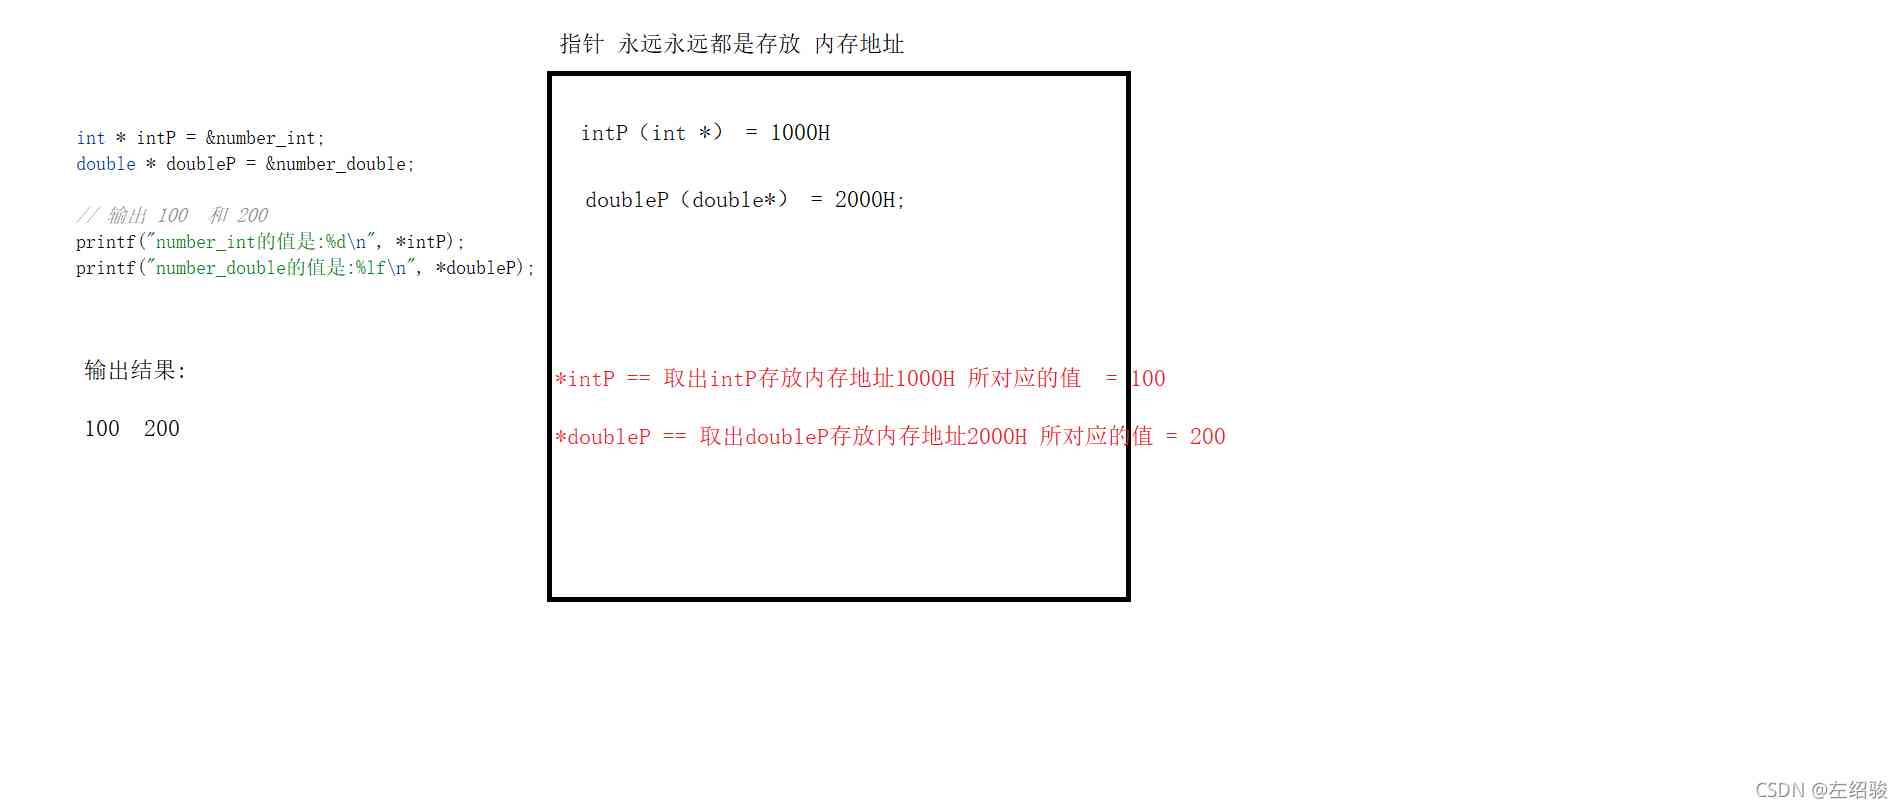 指针 永远永远都是存放 内存地址
int * intP = &number_int;
double * doubleP = &number_double;
// 输出 100  和 200
printf("number_int的值是:%d\n", *intP);
printf("number_double的值是:%lf\n", *doubleP);
输出结果:
100  200
intP（int *） = 1000H
doubleP（double*） = 2000H;
*intP == 取出intP存放内存地址1000H 所对应的值  = 100
*doubleP == 取出doubleP存放内存地址2000H 所对应的值 = 200
CSDN @左绍骏